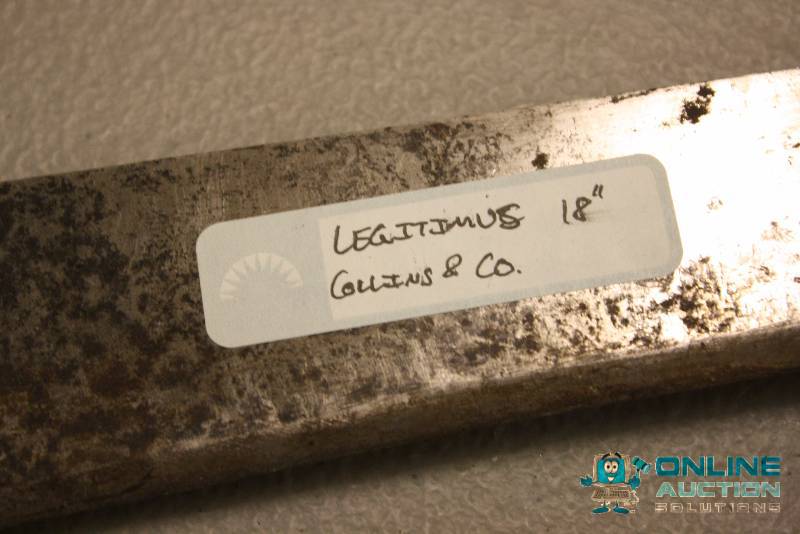 LEGITIMUS 18"
COLLINS & CO.
ONLINE
AUCTION
SOLUTIONS